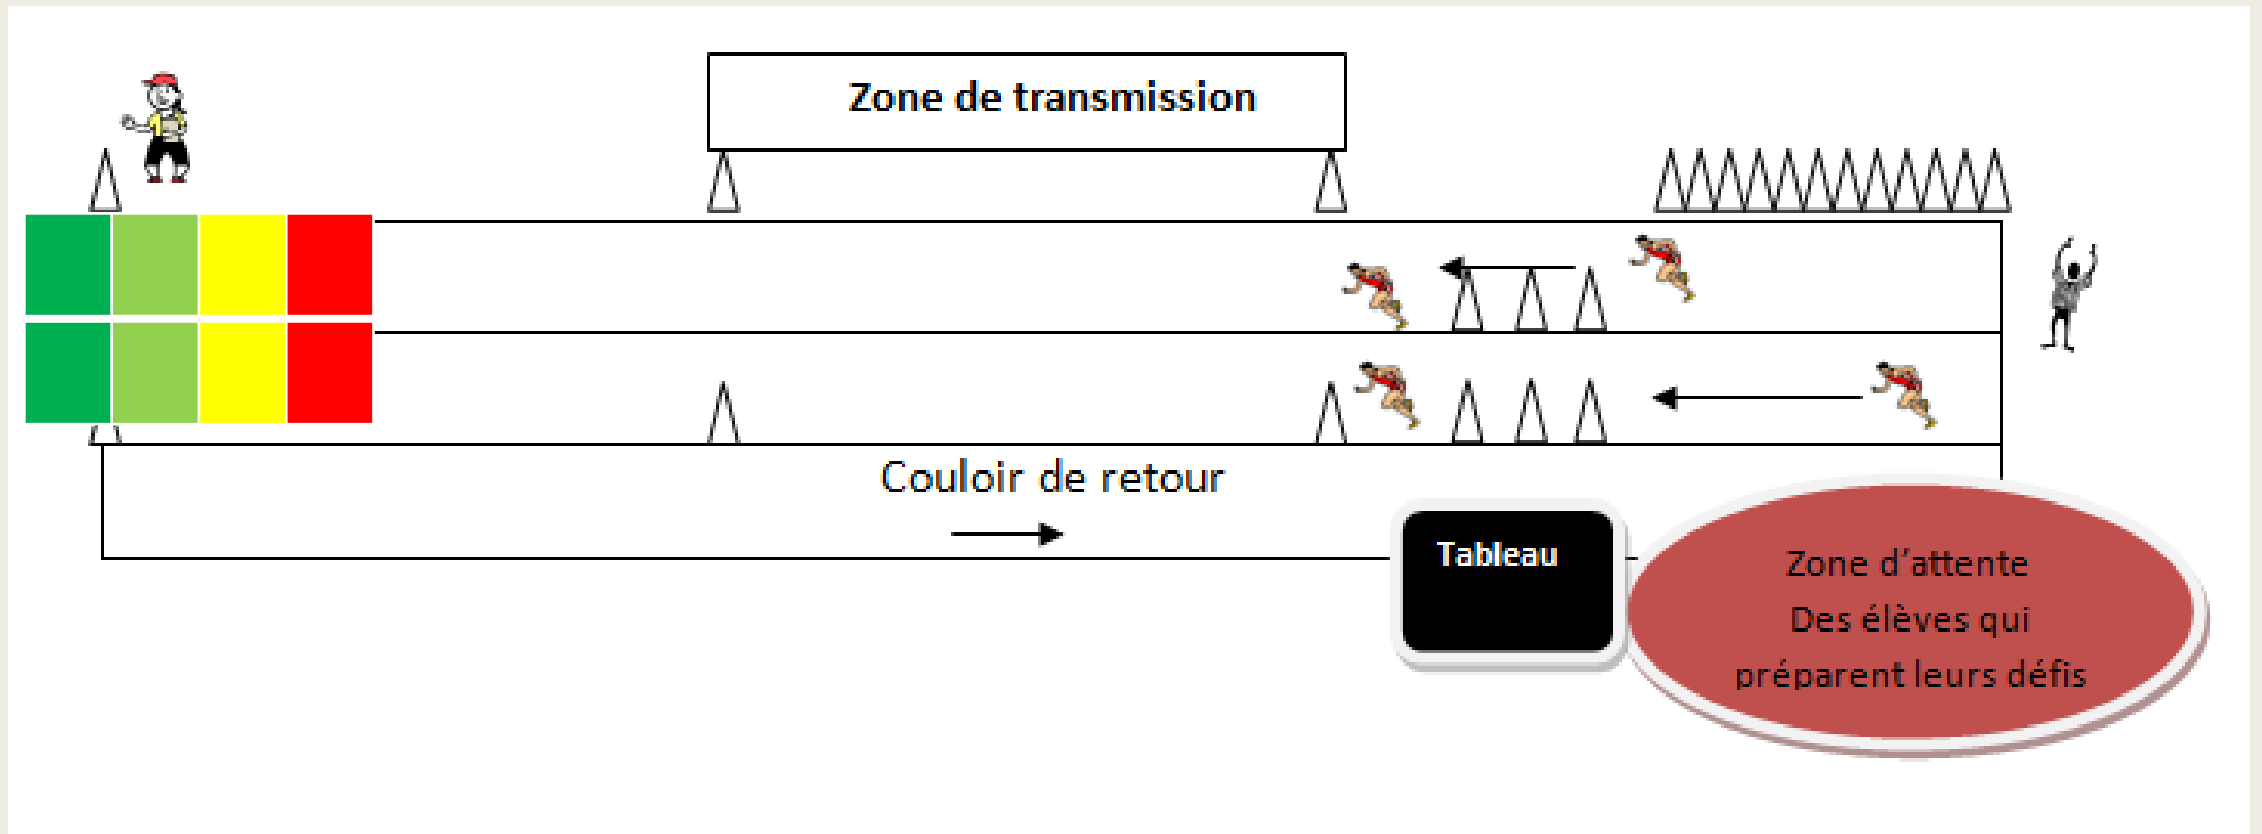 Zone de transmission
Couloir de retour
Tableau
Zone d’attente
Des élèves qui
préparent leurs défis